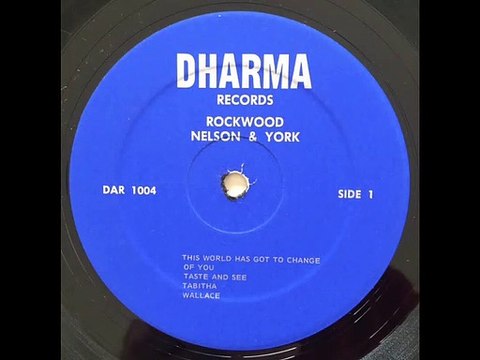 DHARMA
RECORDS
ROCKWOOD
NELSON & YORK
DAR 1004
SIDE 1
THIS WORLD HAS GOT TO CHANGE
OF YOU
TASTE AND SEE
TABITHA
WALLACE